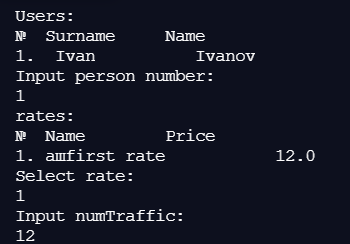 Users:
№ Surname Name
1. Ivan Ivanov
Input person number:
1
rates:
№ Name Price
1. amfirst rate 12.0
Select rate:
1
Input numTraffic:
12